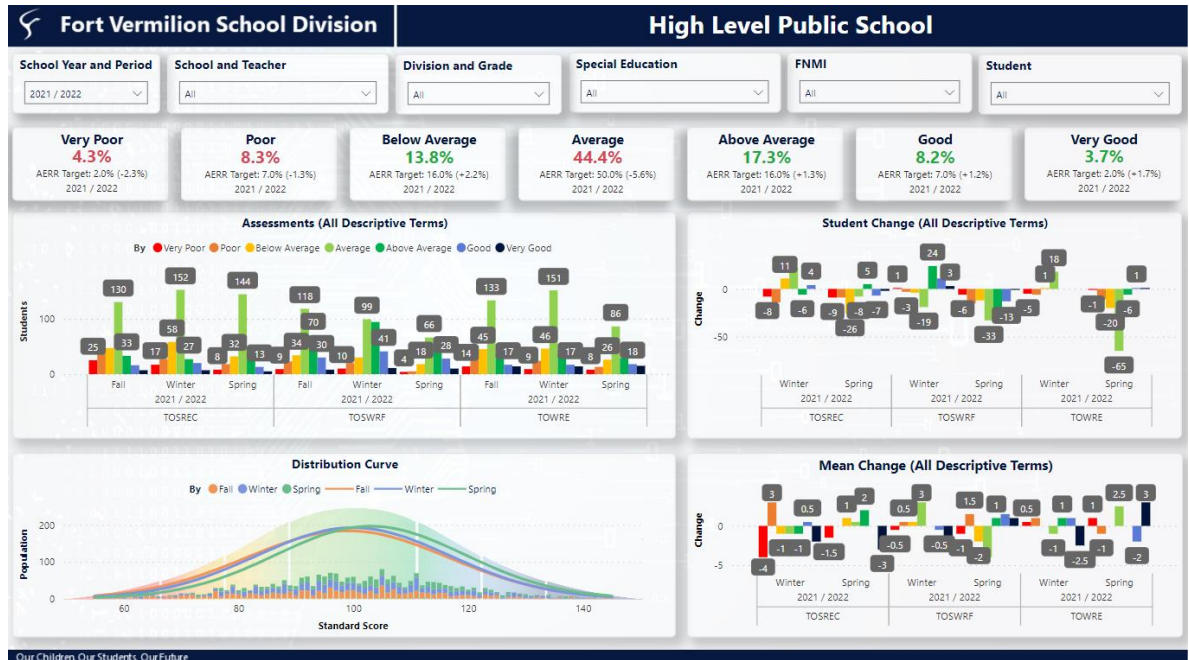 Fort Vermilion School Division
High Level Public School
School Year and Period
2021 / 2022
School and Teacher
All
Division and Grade
All
Special Education
All
FNMI
All
Student
All
Very Poor
4.3%
AERR Target: 2.0% (-2.3%)
2021 / 2022
Poor
8.3%
AERR Target: 7.0% (-1.3%)
2021 / 2022
Below Average
13.8%
AERR Target: 16.0% (+2.2%)
2021 / 2022
Average
44.4%
AERR Target: 50.0% (-5.6%)
2021 / 2022
Above Average
17.3%
AERR Target: 16.0% (+1.3%)
2021 / 2022
Good
8.2%
AERR Target: 7.0% (+1.2%)
2021 / 2022
Very Good
3.7%
AERR Target: 2.0% (+1.7%)
2021 / 2022
Assessments (All Descriptive Terms)
By Very Poor Poor Below Average Average Above Average Good Very Good
Students
100
0
25 130 33 17 152 58 27 8 144 32 13
9 118 34 70 30 10 99 41 4 66 18 28
14 133 45 17 9 151 46 17 8 86 26 18
Fall Winter Spring Fall Winter Spring Fall Winter Spring
2021 / 2022 2021 / 2022 2021 / 2022
TOSREC TOSWRF TOWRE
Student Change (All Descriptive Terms)
Change
0
-50
-8 11 -6 4 -9 -26 -8 5 -7
1 -3 -19 24 3 -6 -33 -13
-5 1 18 -1 -20 -65 -6 1
Winter Spring Winter Spring Winter Spring
2021 / 2022 2021 / 2022 2021 / 2022
TOSREC TOSWRF TOWRE
Distribution Curve
By Fall Winter Spring Fall Winter Spring
Population
200
100
0
60 80 100 120 140
Standard Score
Mean Change (All Descriptive Terms)
Change
0
-5
-4 3 -1 -1 0.5 -1.5 1 2 -3
-0.5 0.5 3 -0.5 -1 1.5 -2 1
0.5 -1 1 -2.5 1 -1 2.5 -2 3
Winter Spring Winter Spring Winter Spring
2021 / 2022 2021 / 2022 2021 / 2022
TOSREC TOSWRF TOWRE
Our Children, Our Students, Our Future